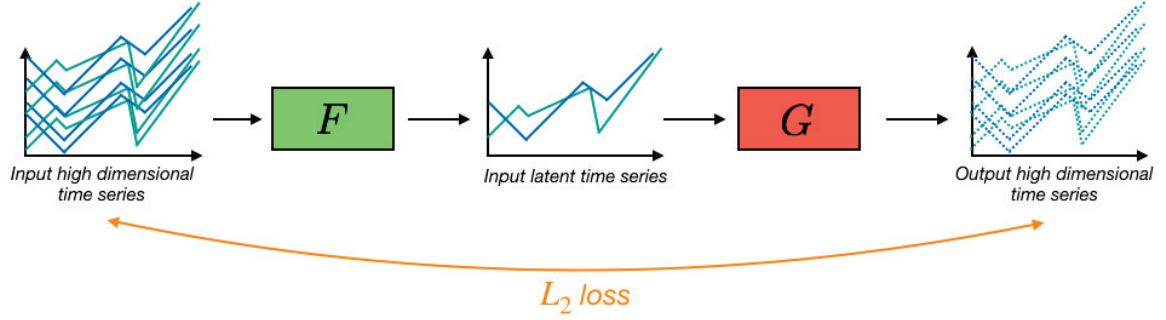 F
G
Input high dimensional
time series
Input latent time series
Output high dimensional
time series
L₂ loss